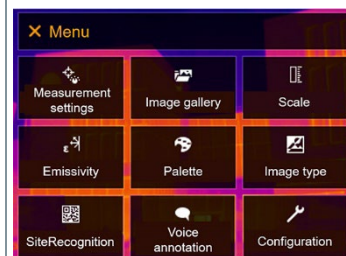 × Menu
Measurement
settings
Image gallery
Scale
ε
Emissivity
Palette
Image type
SiteRecognition
Voice
annotation
Configuration